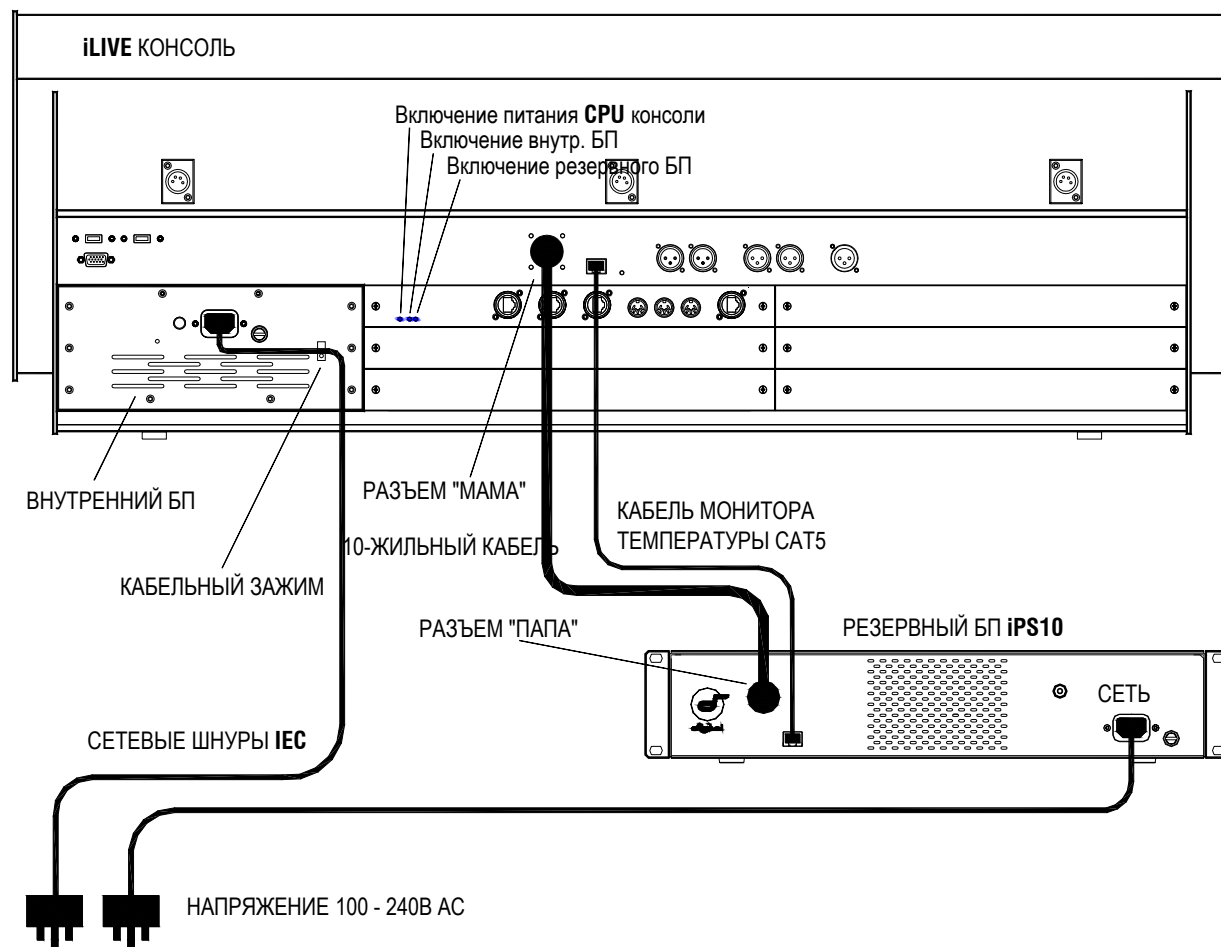 iLIVE КОНСОЛЬ
Включение питания CPU консоли
Включение внутр. БП
Включение резервного БП
ВНУТРЕННИЙ БП
РАЗЪЕМ "МАМА"
КАБЕЛЬ МОНИТОРА
ТЕМПЕРАТУРЫ CAT5
10-ЖИЛЬНЫЙ КАБЕЛЬ
КАБЕЛЬНЫЙ ЗАЖИМ
РАЗЪЕМ "ПАПА"
РЕЗЕРВНЫЙ БП iPS10
СЕТЬ
СЕТЕВЫЕ ШНУРЫ IEC
НАПРЯЖЕНИЕ 100 - 240В AC